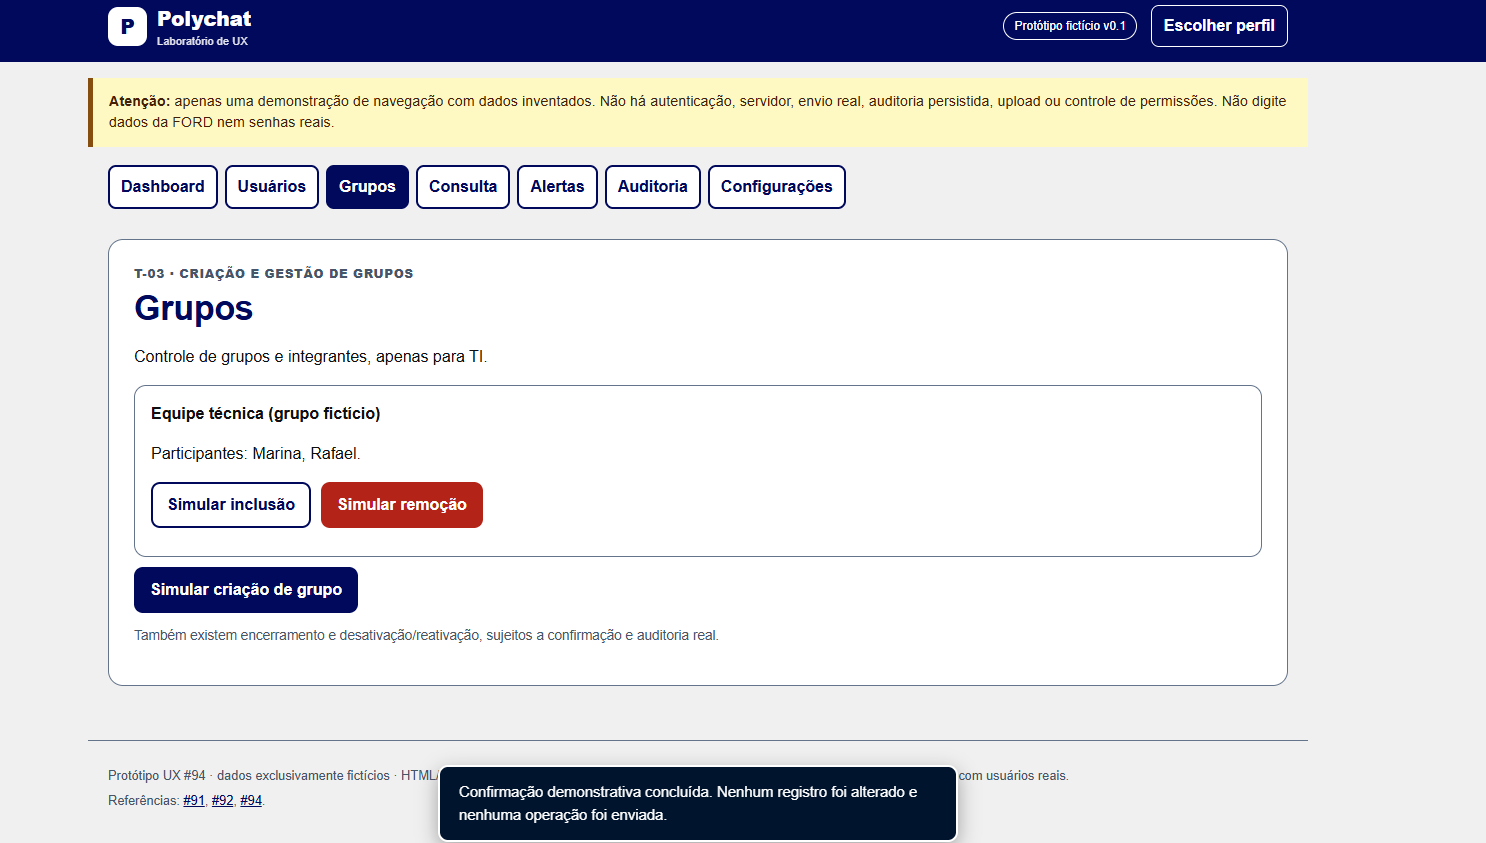 P
Polychat
Laboratório de UX
Protótipo fictício v0.1
Escolher perfil
Atenção: apenas uma demonstração de navegação com dados inventados. Não há autenticação, servidor, envio real, auditoria persistida, upload ou controle de permissões. Não digite
dados da FORD nem senhas reais.
Dashboard
Usuários
Grupos
Consulta
Alertas
Auditoria
Configurações
T-03 · CRIAÇÃO E GESTÃO DE GRUPOS
Grupos
Controle de grupos e integrantes, apenas para TI.
Equipe técnica (grupo fictício)
Participantes: Marina, Rafael.
Simular inclusão
Simular remoção
Simular criação de grupo
Também existem encerramento e desativação/reativação, sujeitos a confirmação e auditoria real.
Protótipo UX #94 · dados exclusivamente fictícios · HTML/
com usuários reais.
Referências: #91, #92, #94.
Confirmação demonstrativa concluída. Nenhum registro foi alterado e
nenhuma operação foi enviada.